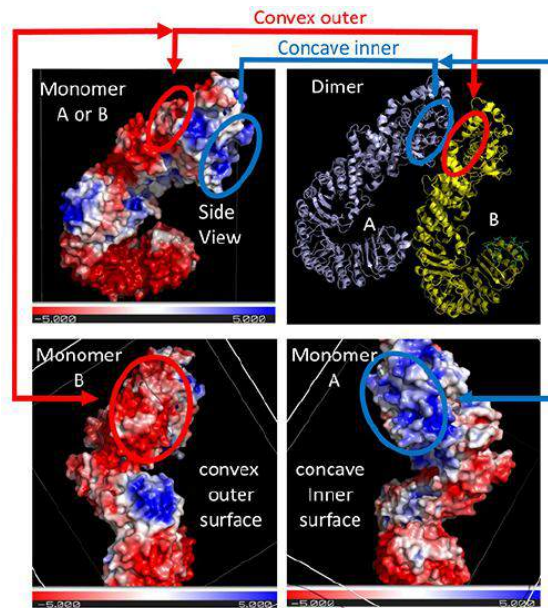 Convex outer
Concave inner
Monomer
A or B
Side
View
-5.000
5.000
Dimer
A
B
Monomer
B
convex
outer
surface
-5.000
5.000
Monomer
A
concave
Inner
surface
-5.000
5.000